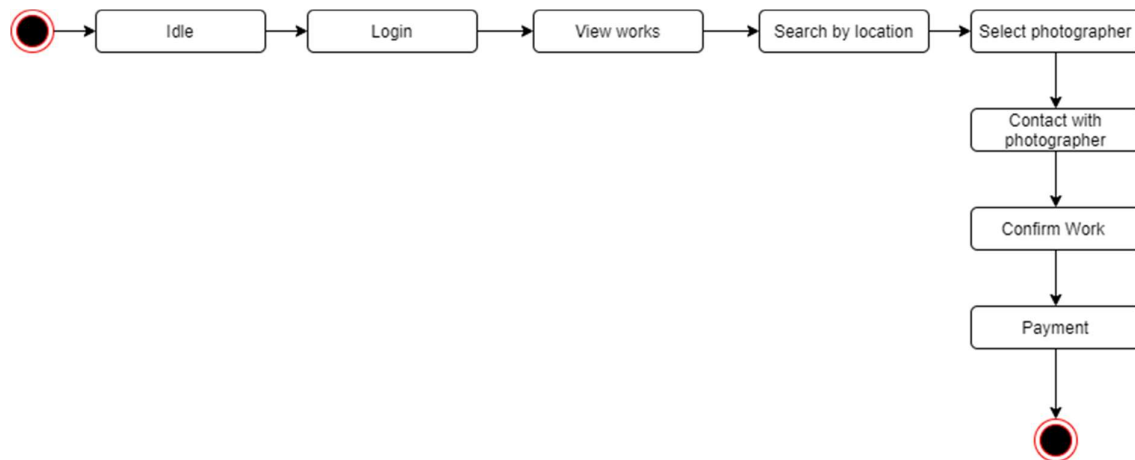 Idle
Login
View works
Search by location
Select photographer
Contact with
photographer
Confirm Work
Payment